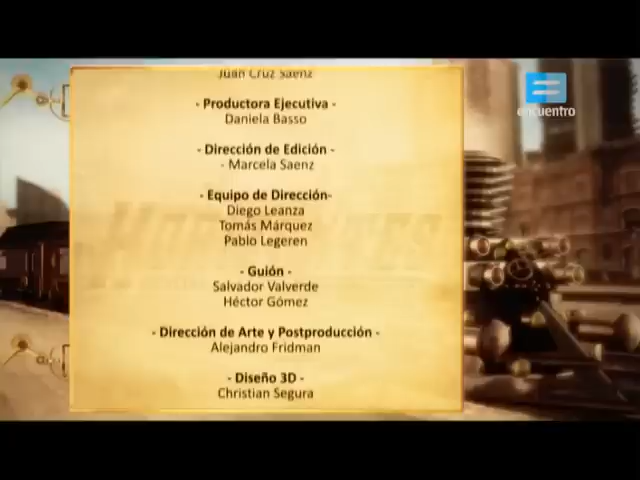 Juan Cruz Saenz
- Productora Ejecutiva -
Daniela Basso
- Dirección de Edición -
- Marcela Saenz
- Equipo de Dirección-
Diego Leanza
Tomás Márquez
Pablo Legeren
- Guión -
Salvador Valverde
Héctor Gómez
- Dirección de Arte y Postproducción -
Alejandro Fridman
- Diseño 3D -
Christian Segura
encuentro